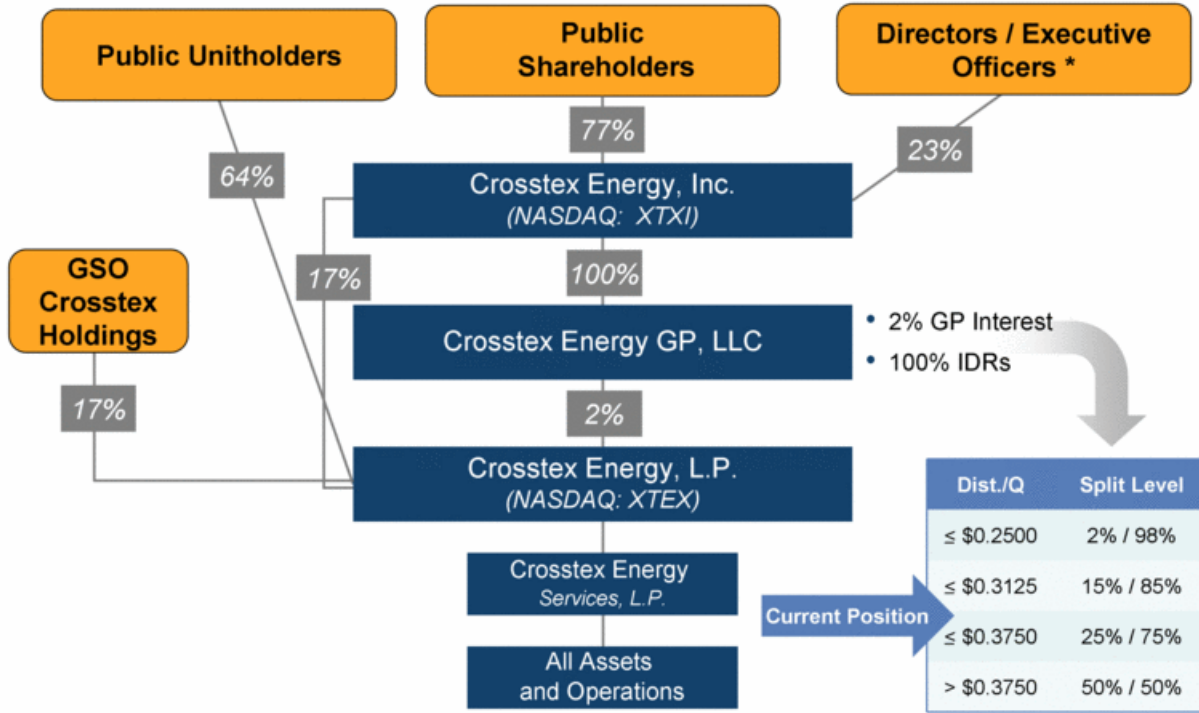 Public Unitholders
Public
Shareholders
Directors / Executive
Officers *
77%
64%
23%
Crosstex Energy, Inc.
(NASDAQ: XTXI)
GSO
Crosstex
Holdings
17%
100%
Crosstex Energy GP, LLC
• 2% GP Interest
• 100% IDRs
17%
2%
Crosstex Energy, L.P.
(NASDAQ: XTEX)
Crosstex Energy
Services, L.P.
All Assets
and Operations
Current Position
Dist./Q Split Level
≤ $0.2500 2% / 98%
≤ $0.3125 15% / 85%
≤ $0.3750 25% / 75%
> $0.3750 50% / 50%